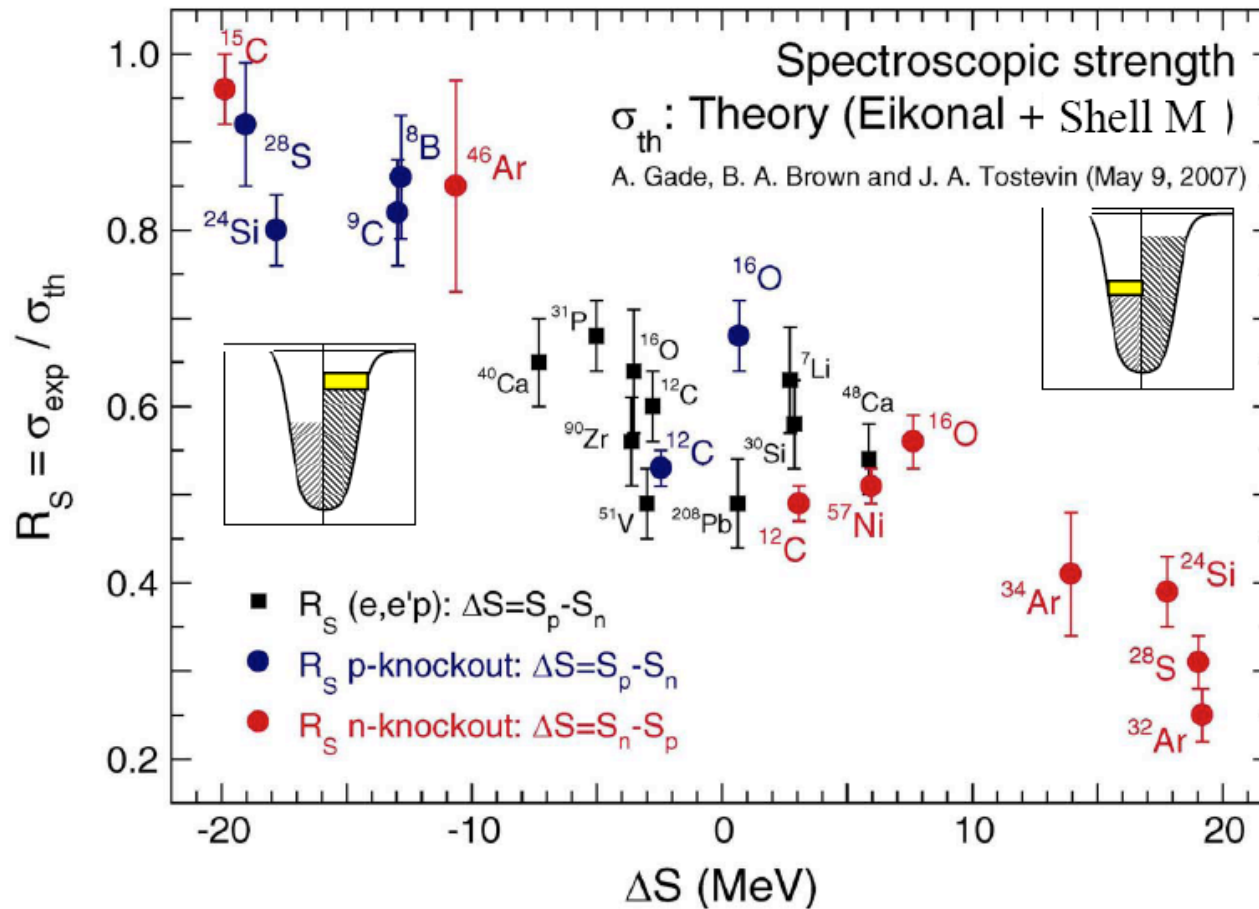 Spectroscopic strength
σth: Theory (Eikonal + Shell M )
A. Gade, B. A. Brown and J. A. Tostevin (May 9, 2007)
RS = σexp / σth
1.0
0.8
0.6
0.4
0.2
15C
28S
24Si
8B
9C
46Ar
16O
31P
40Ca
16O
12C
90Zr
12C
51V
208Pb
7Li
30Si
48Ca
16O
57Ni
12C
34Ar
24Si
28S
32Ar
RS (e,e'p): ΔS=Sp-Sn
RS p-knockout: ΔS=Sp-Sn
RS n-knockout: ΔS=Sn-Sp
-20 -10 0 10 20
ΔS (MeV)